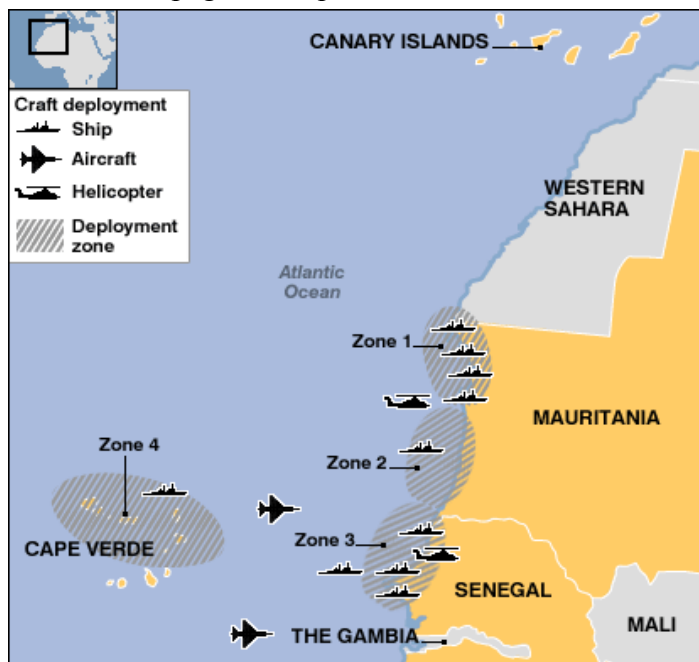 CANARY ISLANDS
Craft deployment
Ship
Aircraft
Helicopter
Deployment
zone
WESTERN
SAHARA
Atlantic
Ocean
Zone 1
MAURITANIA
Zone 4
Zone 2
Zone 3
CAPE VERDE
SENEGAL
MALI
THE GAMBIA